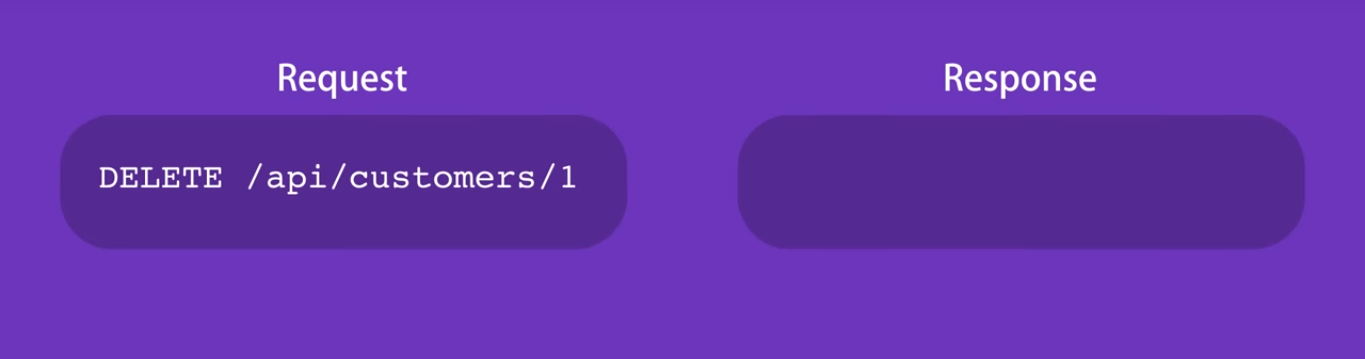 Request
Response
DELETE /api/customers/1